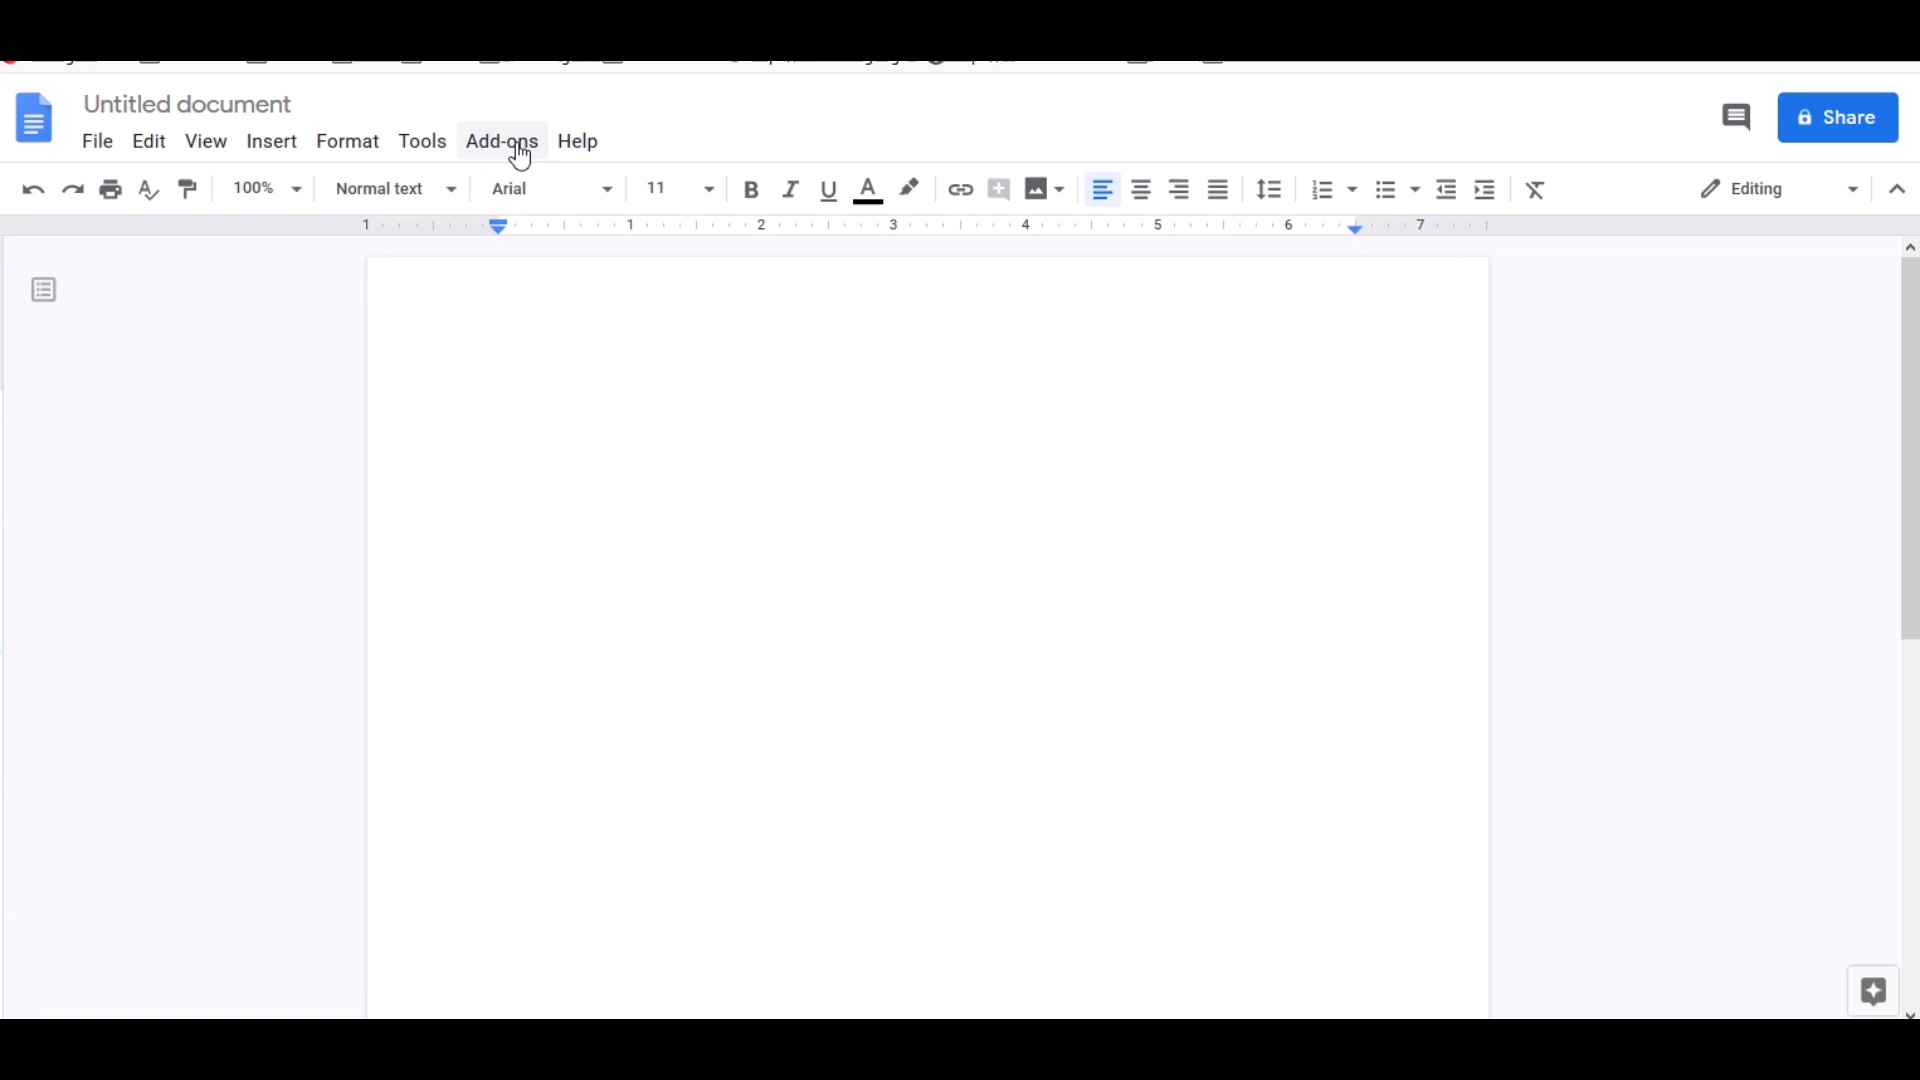 Untitled document
File Edit View Insert Format Tools Add-ons Help
Share
100% Normal text Arial 11 B I U A Editing
1 1 2 3 4 5 6 7